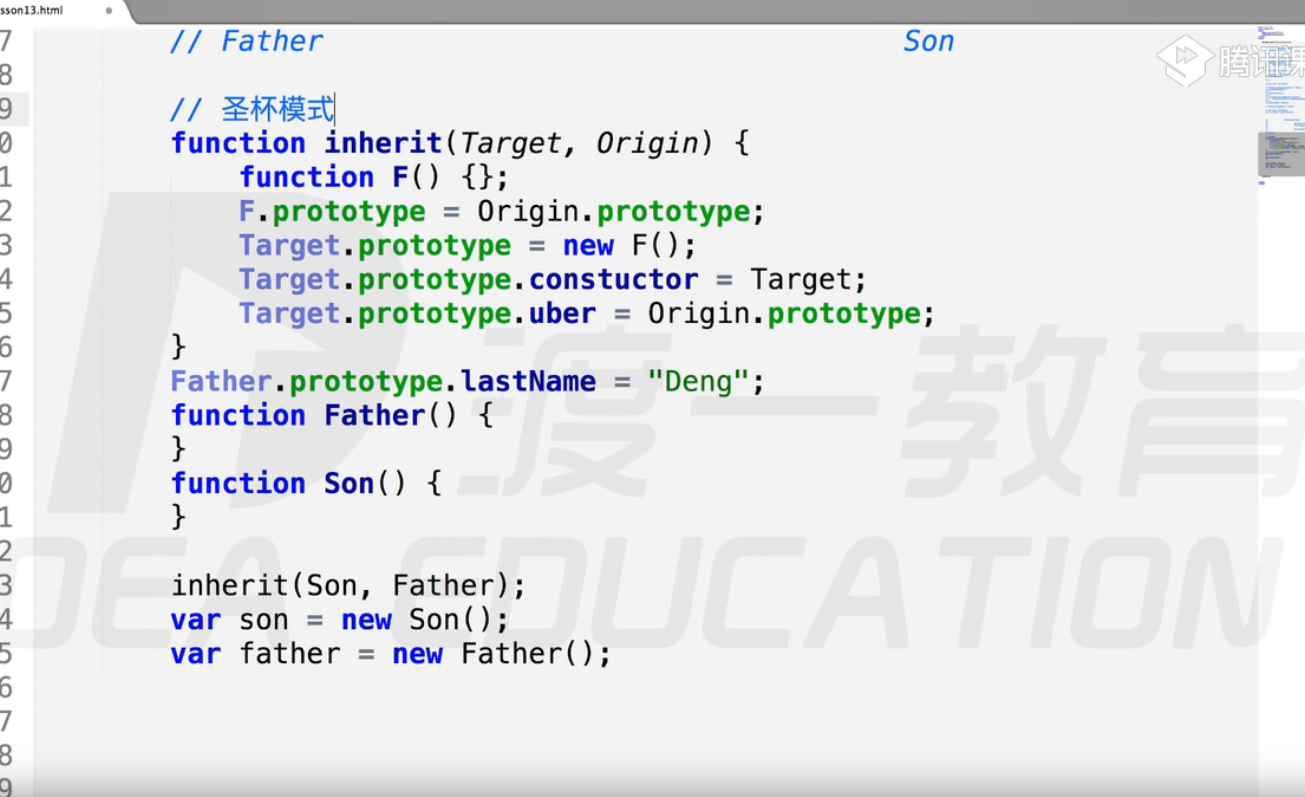 sson13.html
7 // Father Son
8
9 // 圣杯模式
0 function inherit(Target, Origin) {
1 function F() {};
2 F.prototype = Origin.prototype;
3 Target.prototype = new F();
4 Target.prototype.constuctor = Target;
5 Target.prototype.uber = Origin.prototype;
6 }
7 Father.prototype.lastName = "Deng";
8 function Father() {
9 }
0 function Son() {
1 }
2
3 inherit(Son, Father);
4 var son = new Son();
5 var father = new Father();
6
7
8
9
腾讯课
渡一教育
DEA EDUCATION